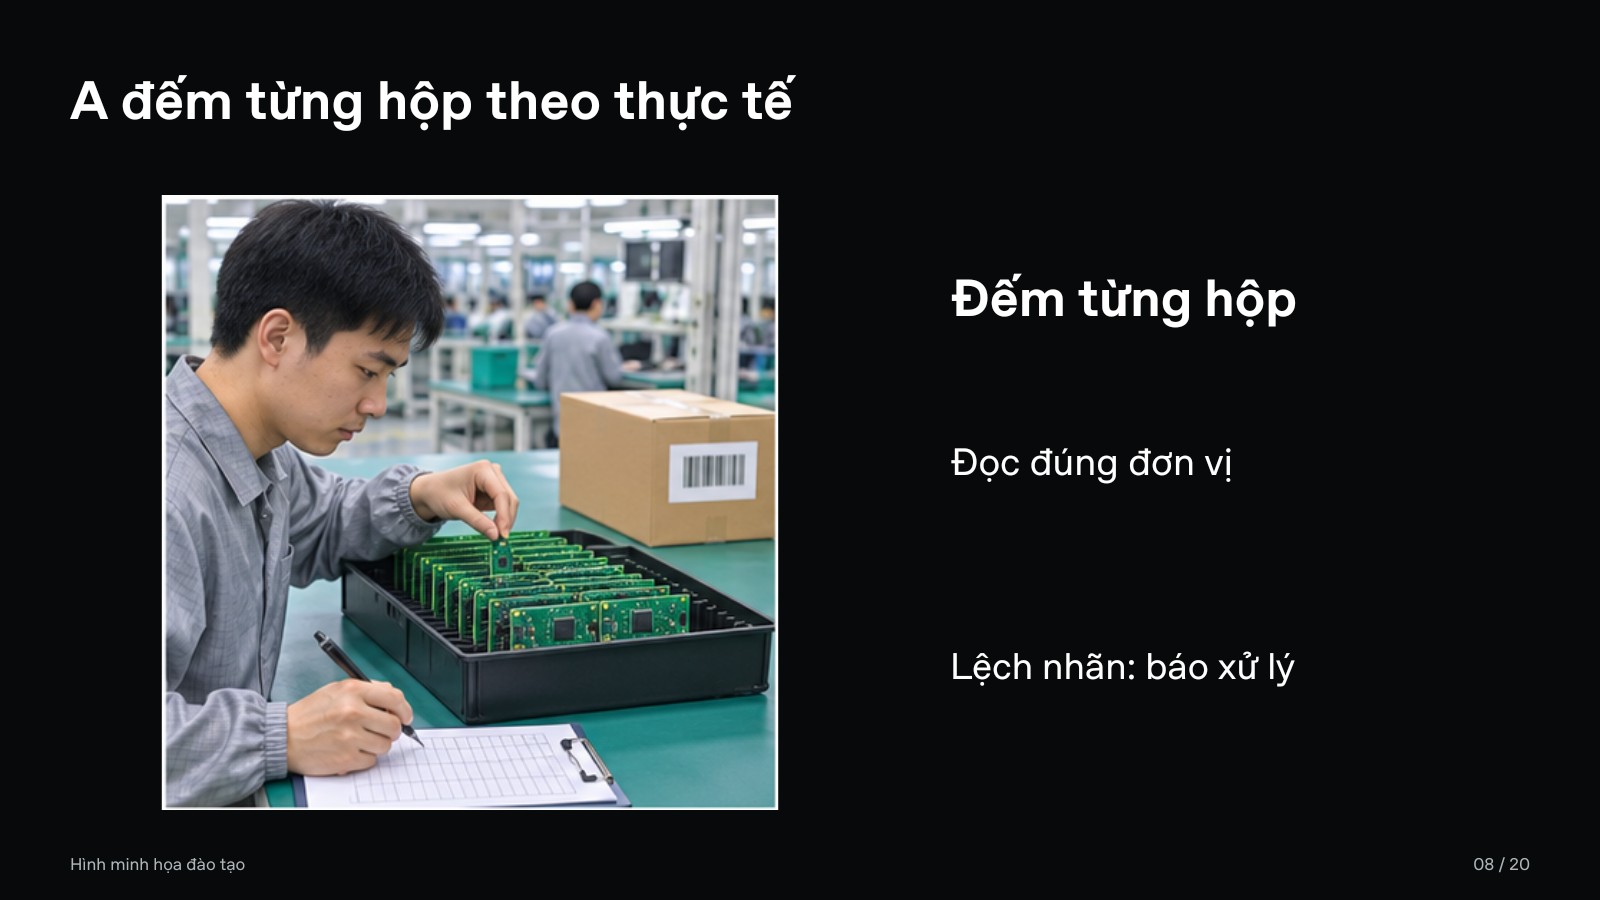 A đếm từng hộp theo thực tế
Đếm từng hộp
Đọc đúng đơn vị
Lệch nhãn: báo xử lý
Hình minh họa đào tạo
08 / 20